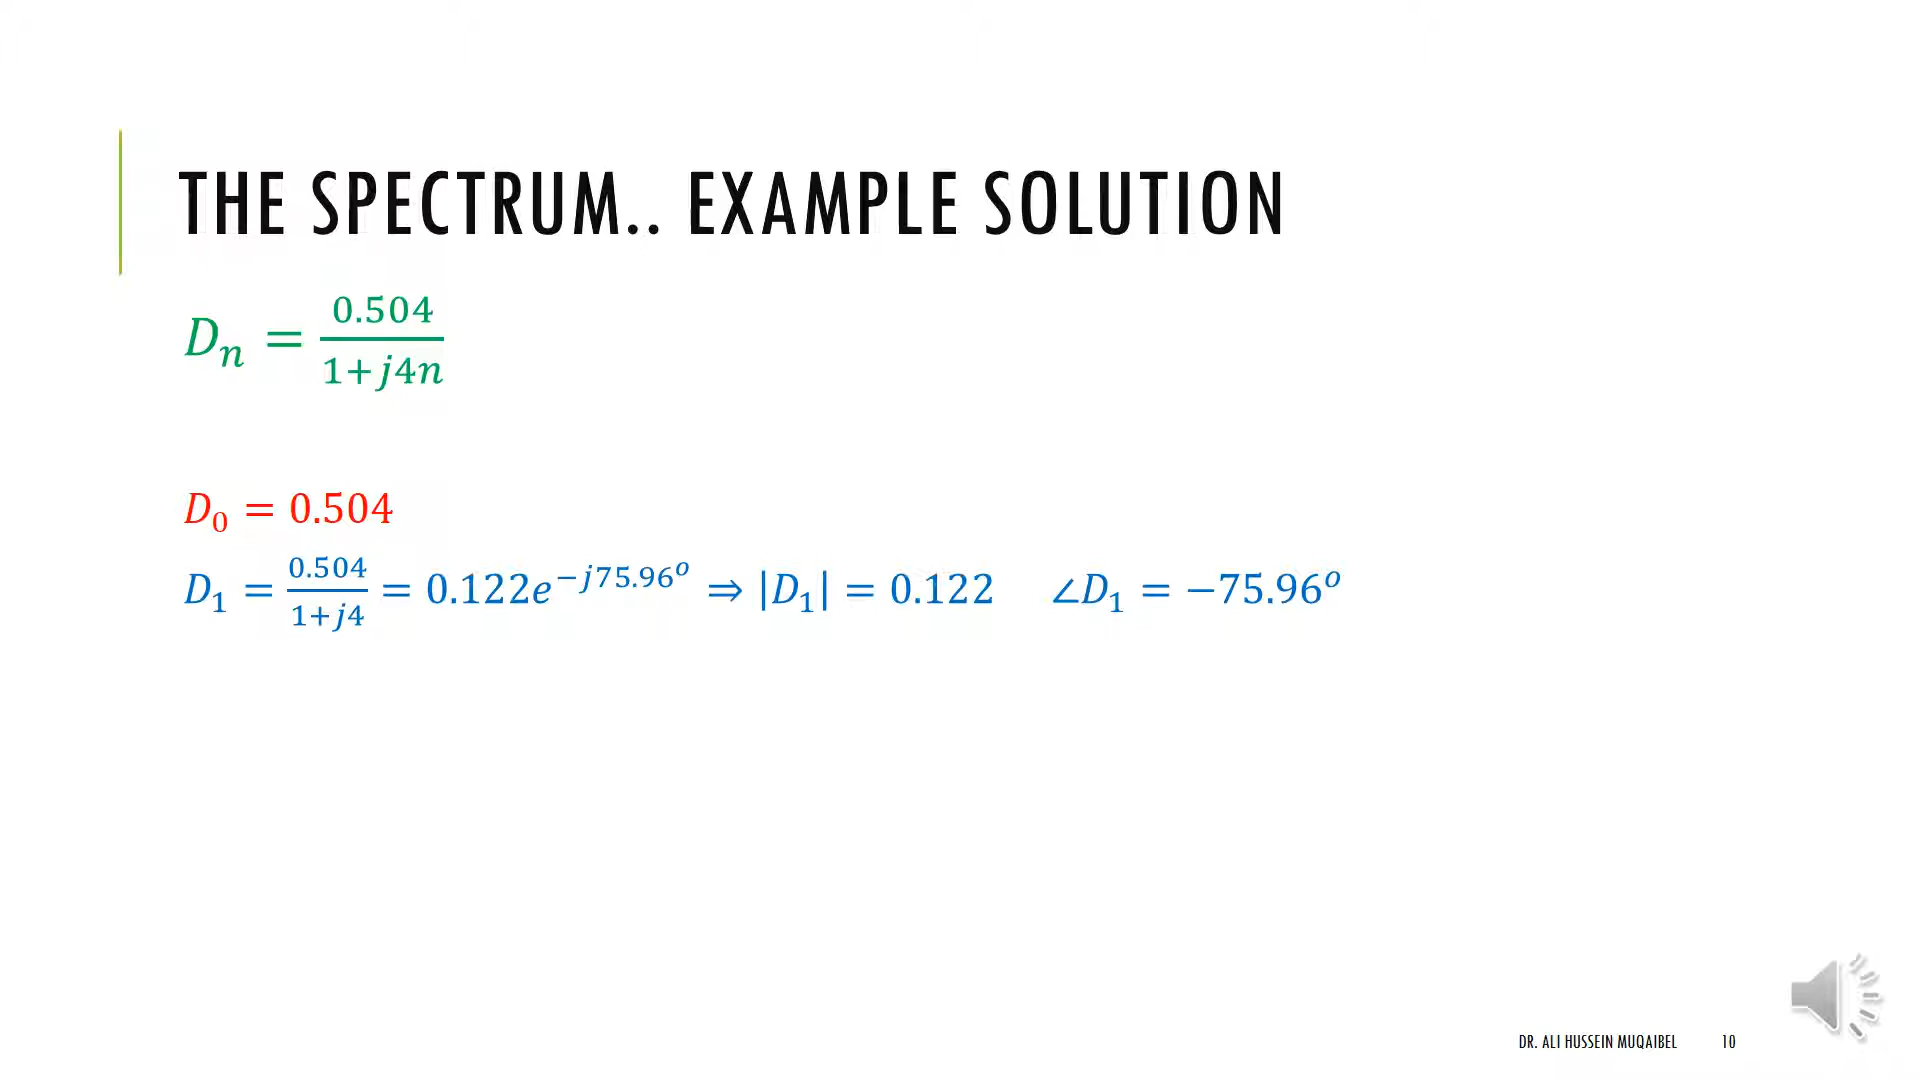 THE SPECTRUM.. EXAMPLE SOLUTION
Dₙ = 0.504/(1+j4n)
D₀ = 0.504
D₁ = 0.504/(1+j4) = 0.122e^(−j75.96°) ⇒ |D₁| = 0.122 ∠D₁ = −75.96°
DR. ALI HUSSEIN MUQAIBEL 10